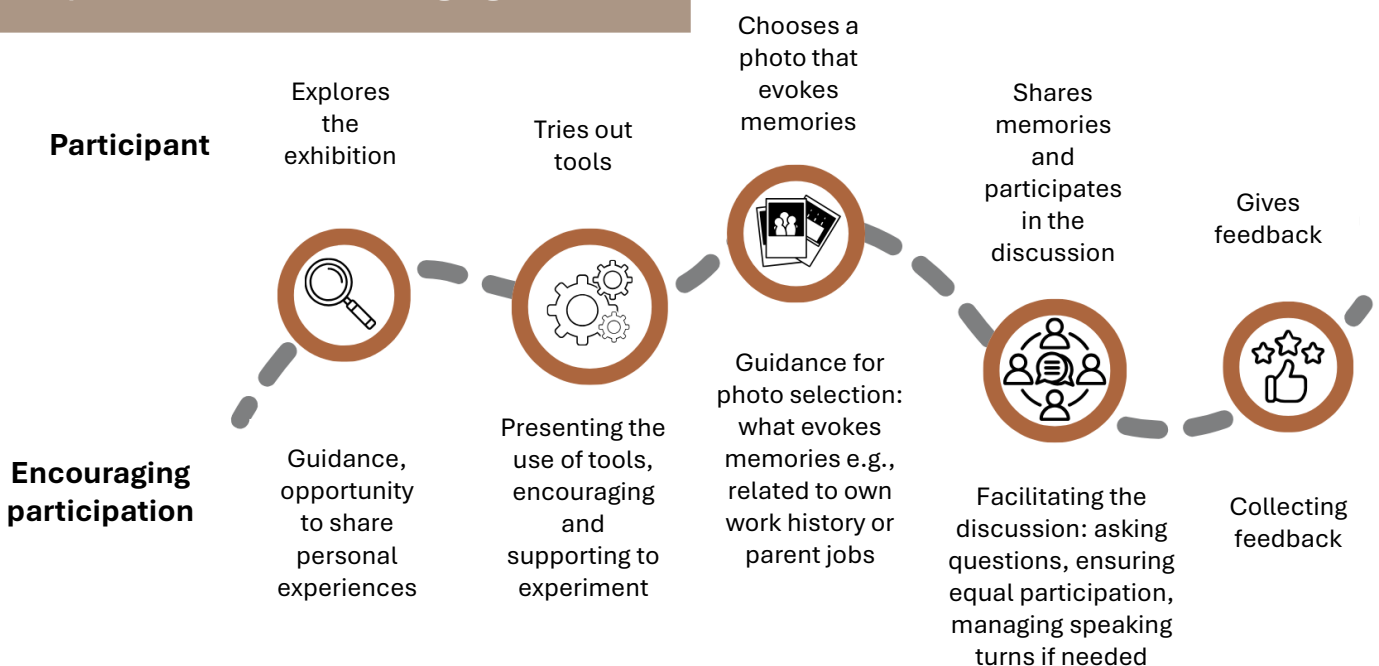 Participant
Explores
the
exhibition
Tries out
tools
Chooses a
photo that
evokes
memories
Shares
memories
and
participates
in the
discussion
Gives
feedback
Encouraging
participation
Guidance,
opportunity
to share
personal
experiences
Presenting the
use of tools,
encouraging
and
supporting to
experiment
Guidance for
photo selection:
what evokes
memories e.g.,
related to own
work history or
parent jobs
Facilitating the
discussion: asking
questions, ensuring
equal participation,
managing speaking
turns if needed
Collecting
feedback